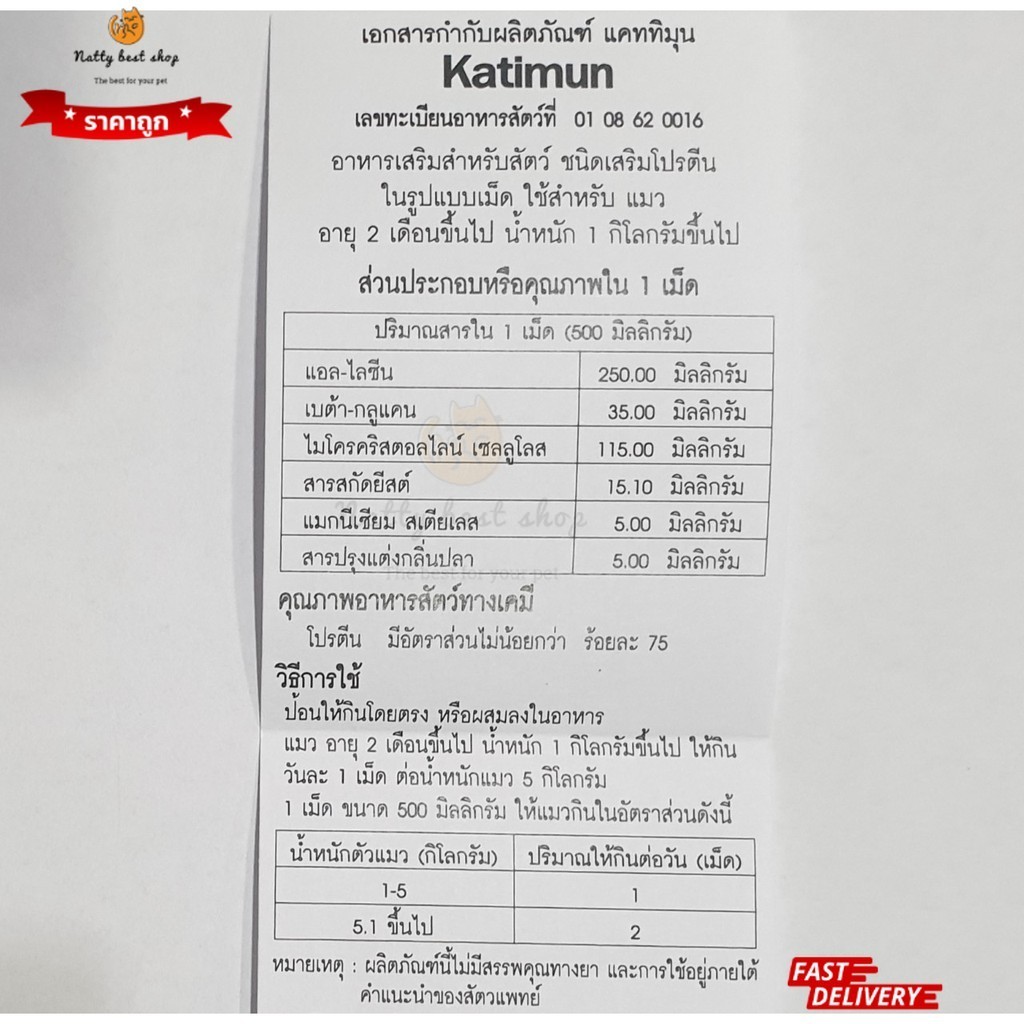 Natty best shop
The best for your pet
ราคาถูก
เอกสารกำกับผลิตภัณฑ์ แคททิมุน
Katimun
เลขทะเบียนอาหารสัตว์ที่ 01 08 62 0016
อาหารเสริมสำหรับสัตว์ ชนิดเสริมโปรตีน
ในรูปแบบเม็ด ใช้สำหรับ แมว
อายุ 2 เดือนขึ้นไป น้ำหนัก 1 กิโลกรัมขึ้นไป
ส่วนประกอบหรือคุณภาพใน 1 เม็ด
ปริมาณสารใน 1 เม็ด (500 มิลลิกรัม)
แอล-ไลซีน 250.00 มิลลิกรัม
เบต้า-กลูแคน 35.00 มิลลิกรัม
ไมโครคริสตอลไลน์ เซลลูโลส 115.00 มิลลิกรัม
สารสกัดยีสต์ 15.10 มิลลิกรัม
Natty best shop
แมกนีเซียม สเตียเลส 5.00 มิลลิกรัม
สารปรุงแต่งกลิ่นปลา 5.00 มิลลิกรัม
The best for your pet
คุณภาพอาหารสัตว์ทางเคมี
โปรตีน มีอัตราส่วนไม่น้อยกว่า ร้อยละ 75
วิธีการใช้
ป้อนให้กินโดยตรง หรือผสมลงในอาหาร
แมว อายุ 2 เดือนขึ้นไป น้ำหนัก 1 กิโลกรัมขึ้นไป ให้กิน
วันละ 1 เม็ด ต่อน้ำหนักแมว 5 กิโลกรัม
1 เม็ด ขนาด 500 มิลลิกรัม ให้แมวกินในอัตราส่วนดังนี้
น้ำหนักตัวแมว (กิโลกรัม) ปริมาณให้กินต่อวัน (เม็ด)
1-5 1
5.1 ขึ้นไป 2
หมายเหตุ : ผลิตภัณฑ์นี้ไม่มีสรรพคุณทางยา และการใช้อยู่ภายใต้
คำแนะนำของสัตวแพทย์
FAST
DELIVERY